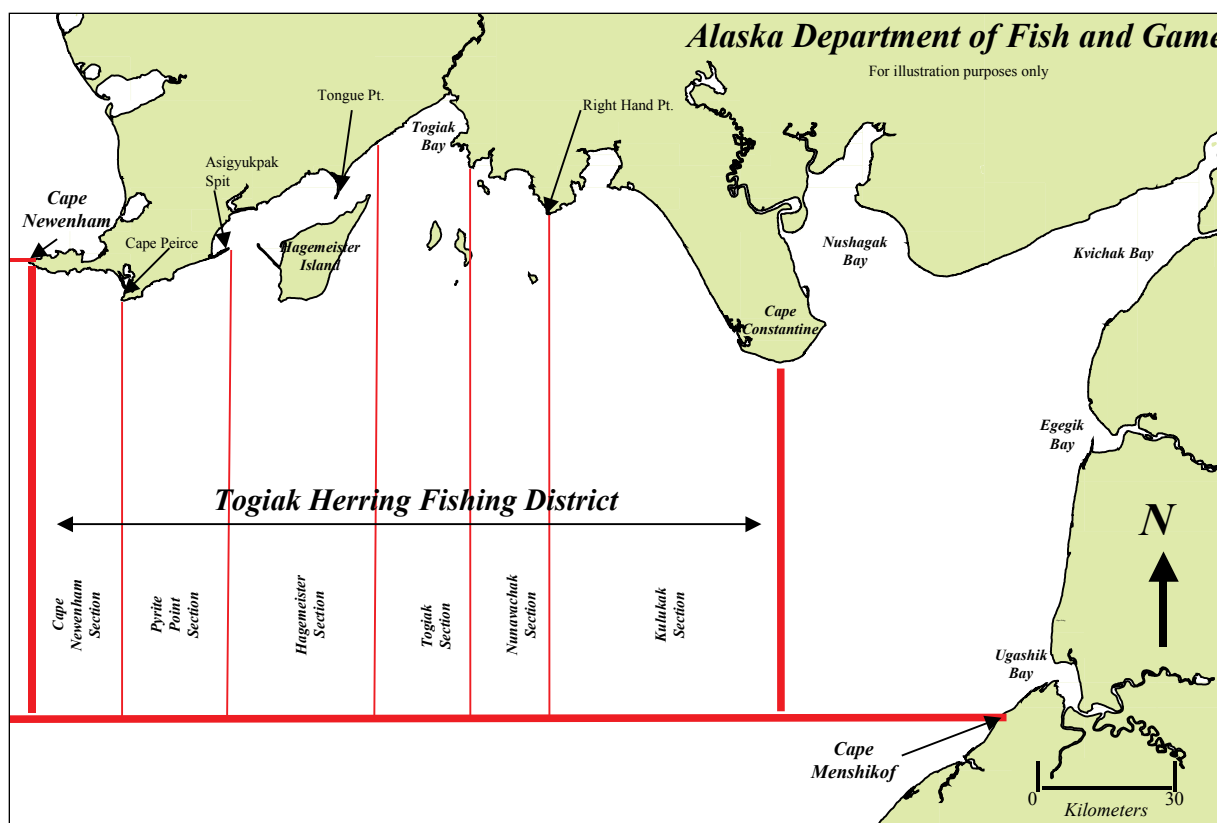 Alaska Department of Fish and Game
For illustration purposes only
Tongue Pt.
Right Hand Pt.
Togiak
Bay
Asigyukpak
Spit
Cape
Newenham
Cape Peirce
Hagemeister
Island
Nushagak
Bay
Kvichak Bay
Cape
Constantine
Egegik
Bay
Togiak Herring Fishing District
N
Cape
Newenham
Section
Pyrite
Point
Section
Hagemeister
Section
Togiak
Section
Nunavachak
Section
Kulukak
Section
Ugashik
Bay
Cape
Menshikof
0 30
Kilometers